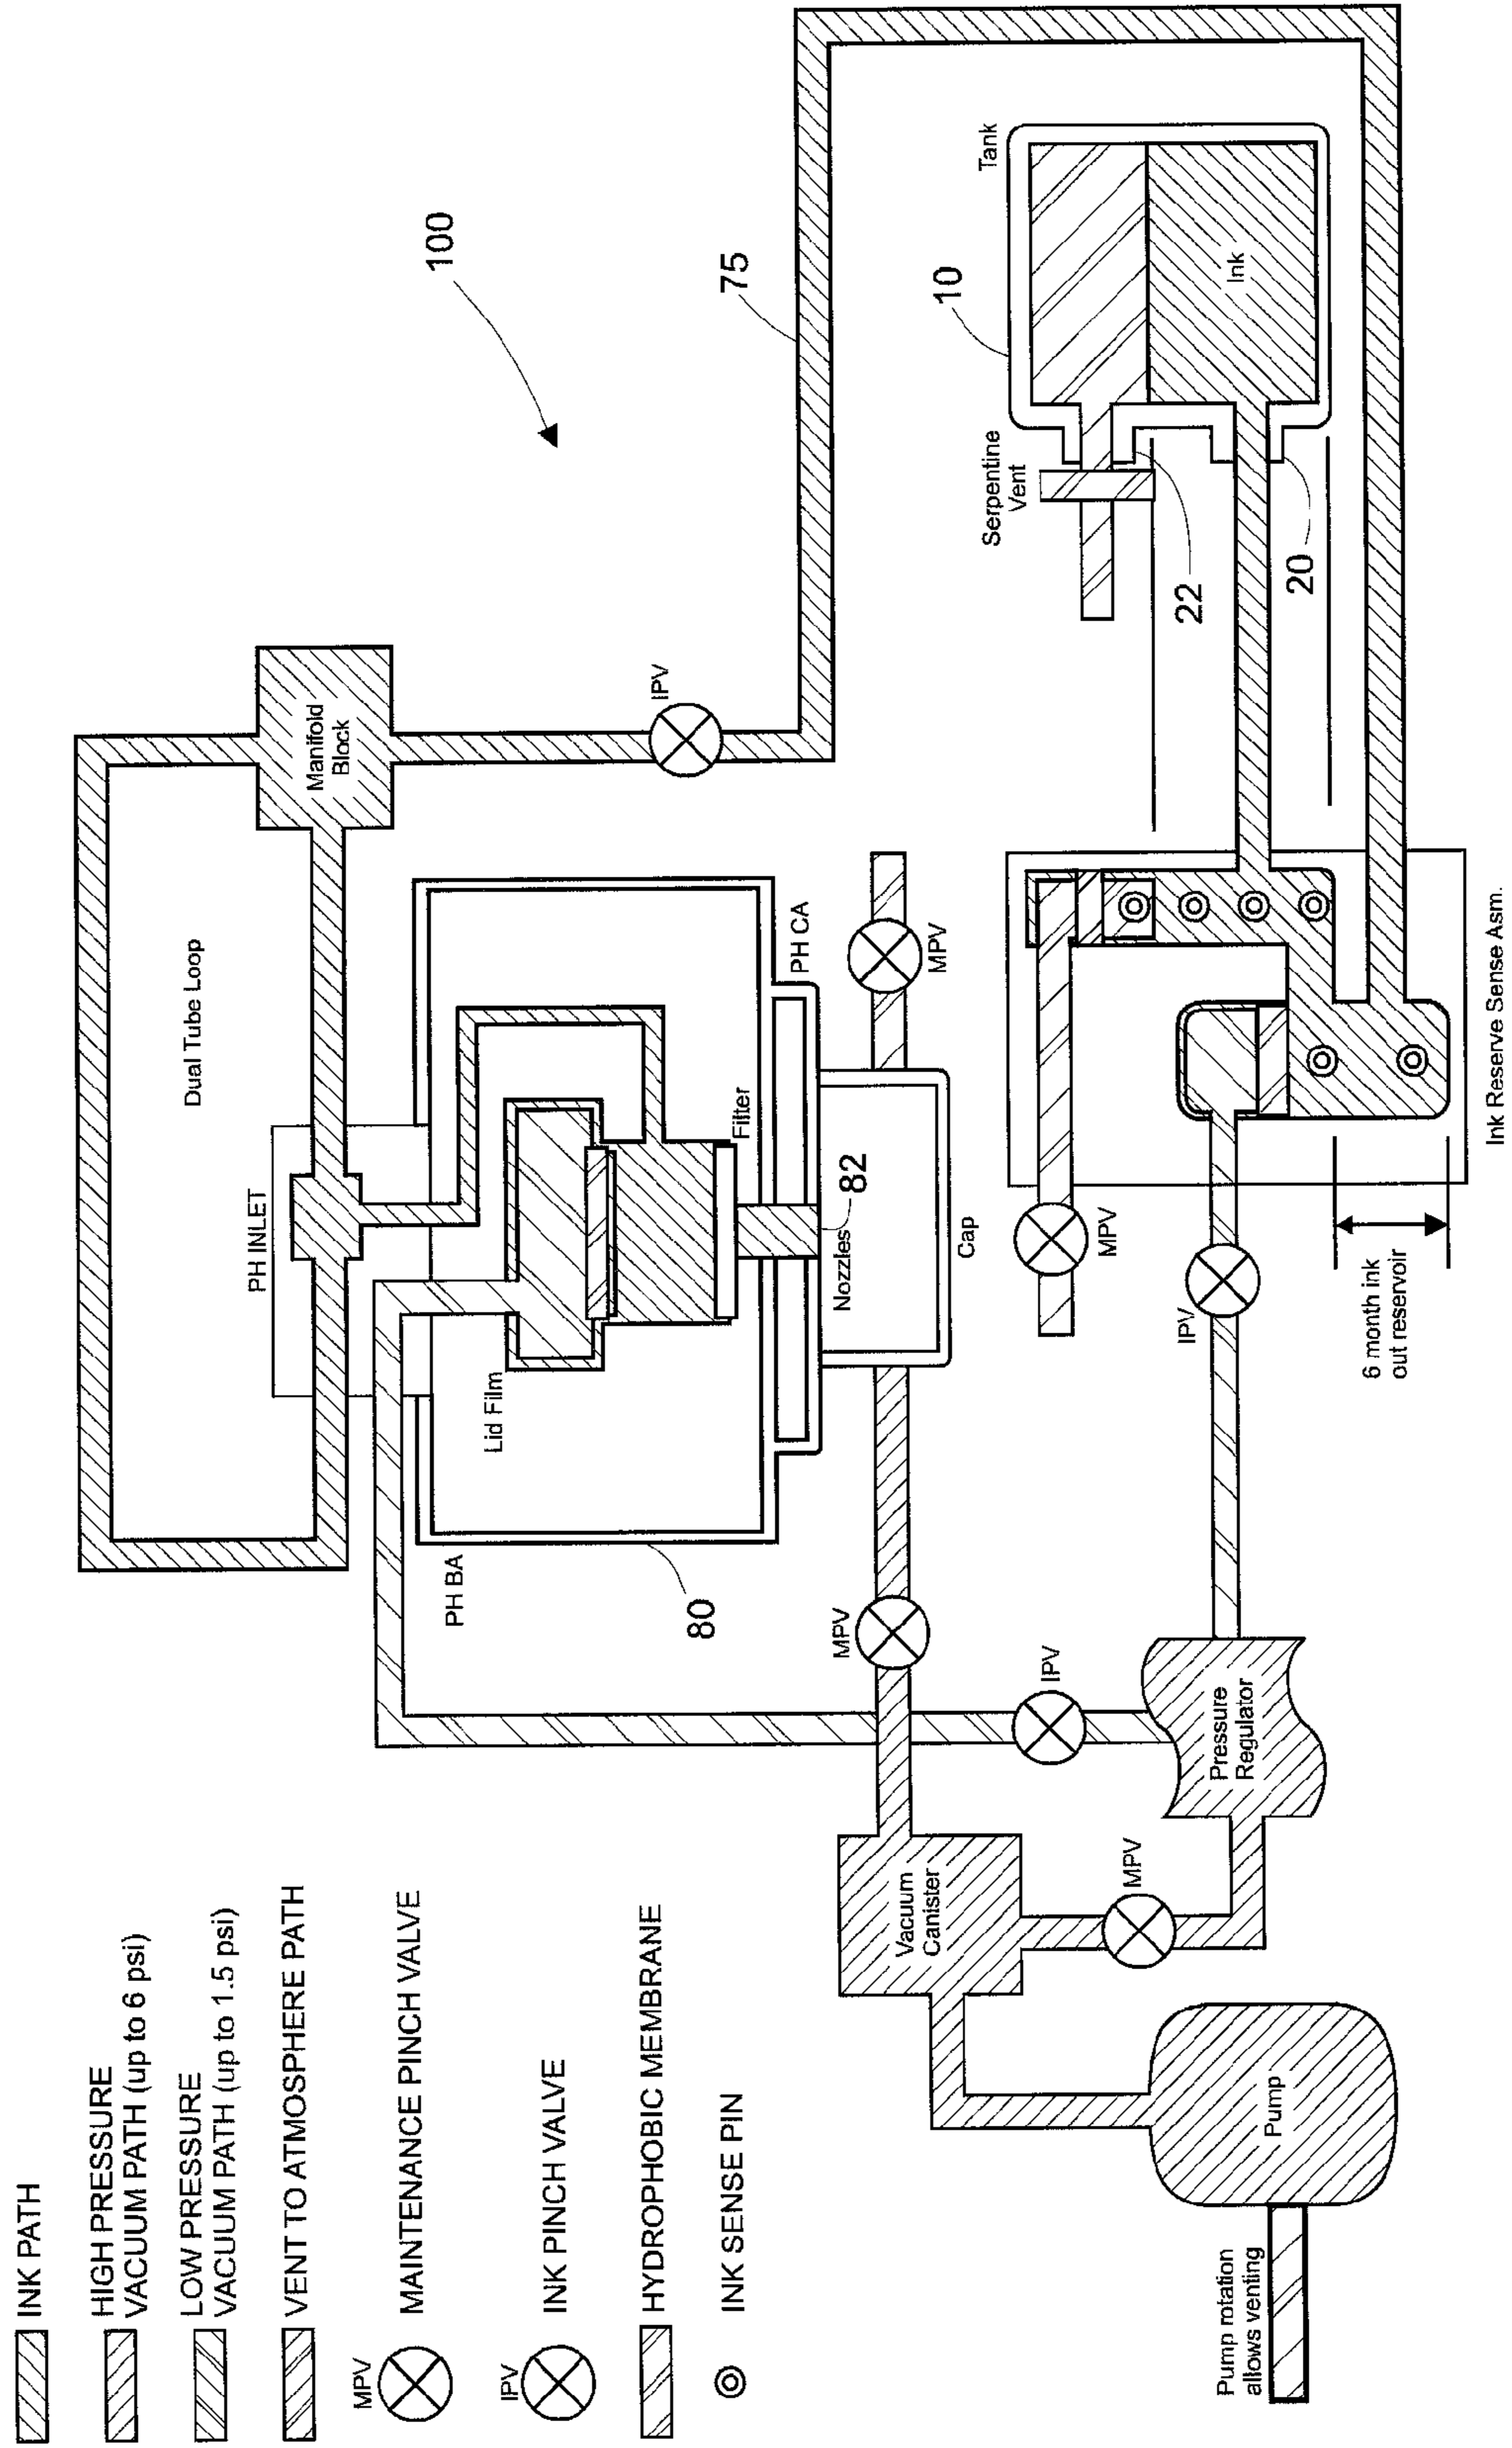 INK PATH
HIGH PRESSURE
VACUUM PATH (up to 6 psi)
LOW PRESSURE
VACUUM PATH (up to 1.5 psi)
VENT TO ATMOSPHERE PATH
MPV
MAINTENANCE PINCH VALVE
IPV
INK PINCH VALVE
HYDROPHOBIC MEMBRANE
INK SENSE PIN
Pump rotation
allows venting
Pump
Vacuum
Canister
MPV
Pressure
Regulator
IPV
MPV
80
PH BA
Lid Film
PH INLET
Dual Tube Loop
Manifold
Block
Filter
Nozzles
82
Cap
PH CA
MPV
IPV
75
100
MPV
IPV
6 month ink
out reservoir
Ink Reserve Sense Asm.
Serpentine
Vent
22
20
10
Tank
Ink